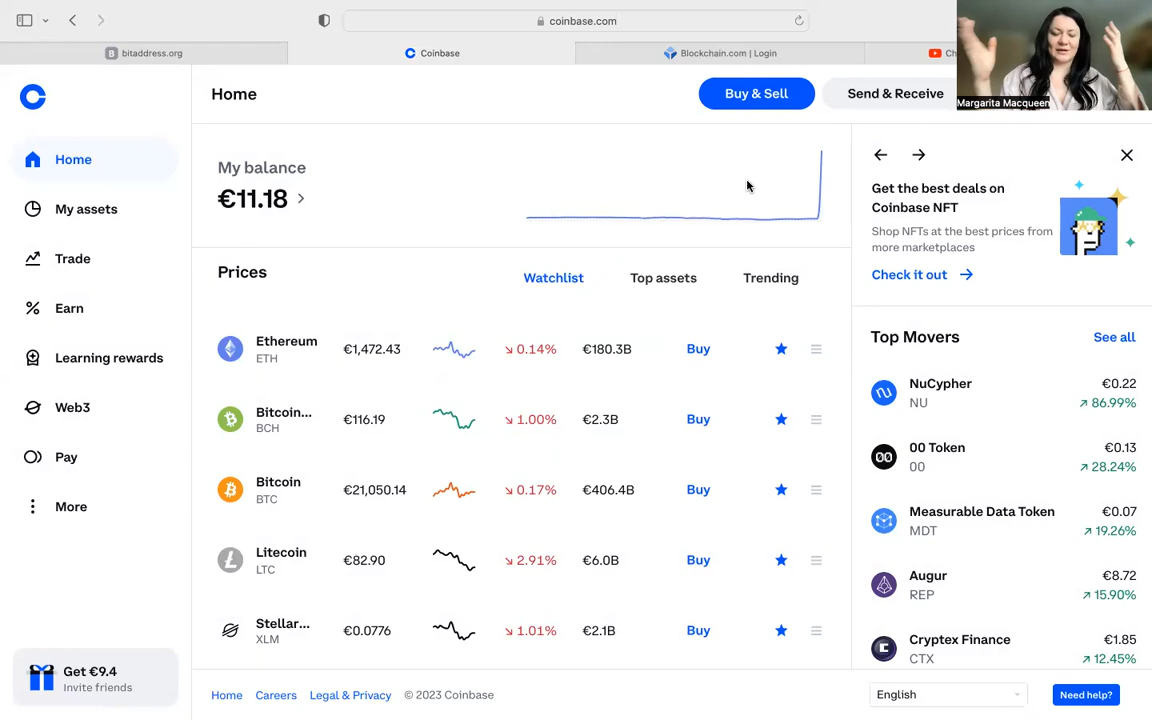 coinbase.com
bitaddress.org
Coinbase
Blockchain.com | Login
Ch
Margarita Macqueen
Home
Buy & Sell
Send & Receive
Home
My assets
Trade
Earn
Learning rewards
Web3
Pay
More
Get €9.4
Invite friends
My balance
€11.18
Prices
Watchlist Top assets Trending
Ethereum
ETH
€1,472.43 0.14% €180.3B Buy
Bitcoin...
BCH
€116.19 1.00% €2.3B Buy
Bitcoin
BTC
€21,050.14 0.17% €406.4B Buy
Litecoin
LTC
€82.90 2.91% €6.0B Buy
Stellar...
XLM
€0.0776 1.01% €2.1B Buy
Get the best deals on
Coinbase NFT
Shop NFTs at the best prices from
more marketplaces
Check it out
Top Movers See all
NuCypher €0.22
NU 86.99%
00
00 Token €0.13
00 28.24%
Measurable Data Token €0.07
MDT 19.26%
Augur €8.72
REP 15.90%
Cryptex Finance €1.85
CTX 12.45%
Home Careers Legal & Privacy © 2023 Coinbase
English
Need help?